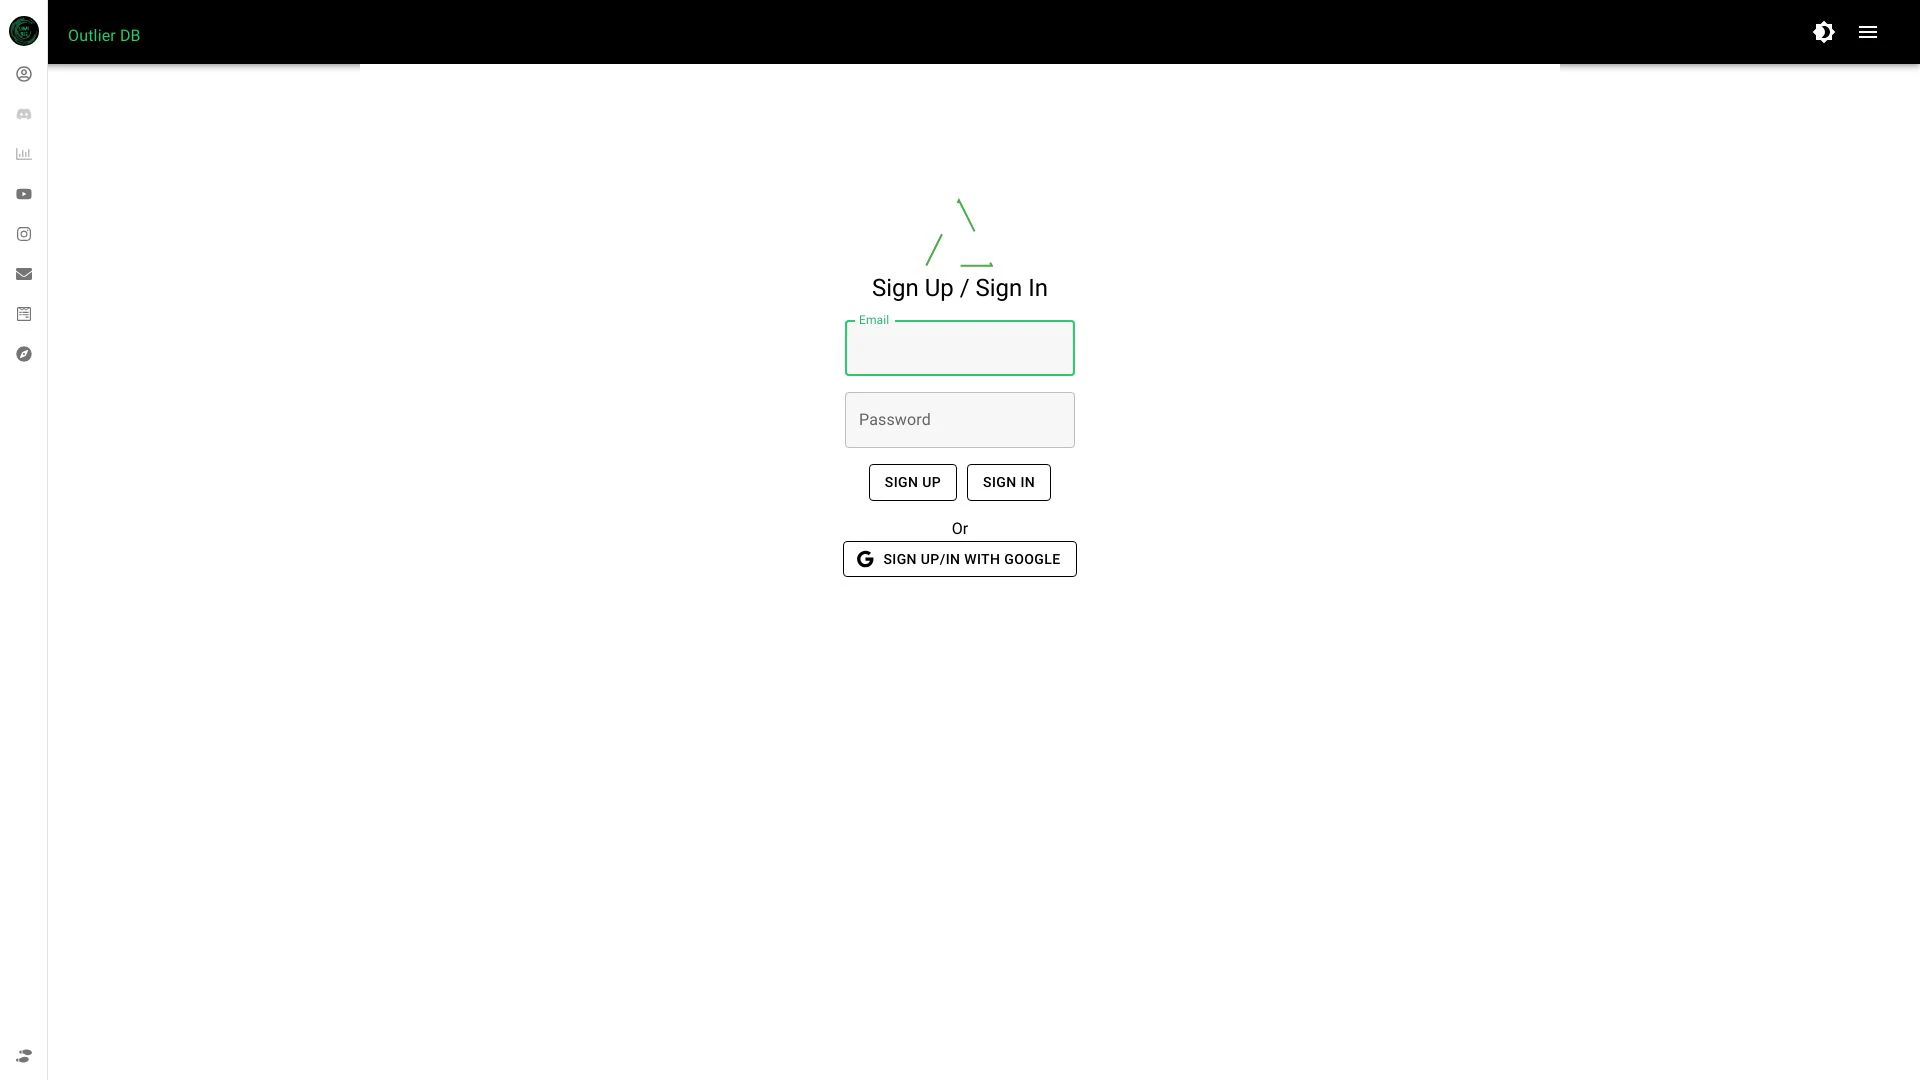 Outlier DB
Sign Up / Sign In
Email
Password
SIGN UP
SIGN IN
Or
SIGN UP/IN WITH GOOGLE